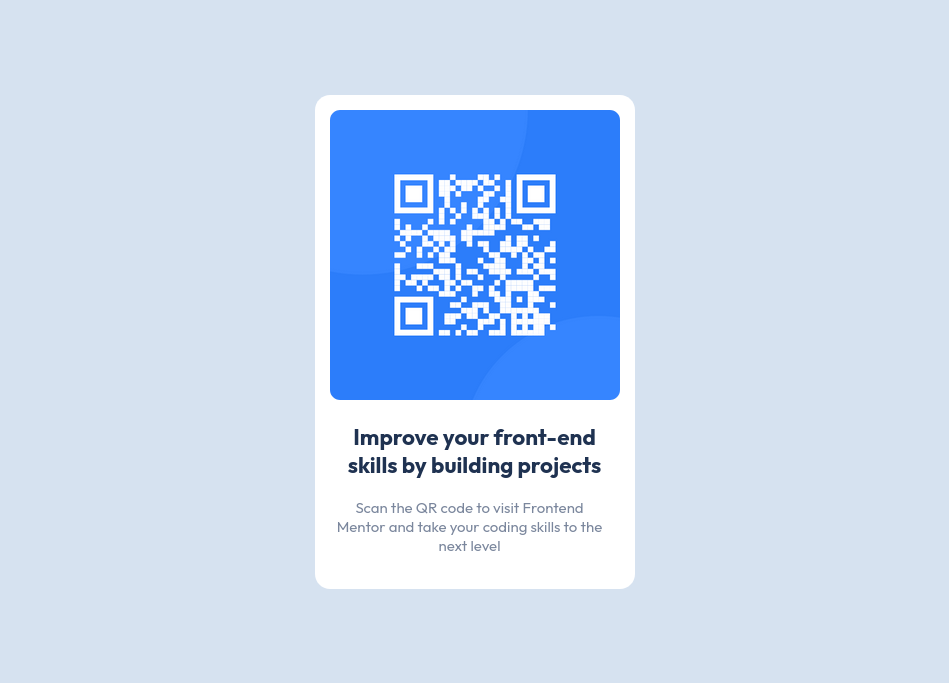 Improve your front-end
skills by building projects
Scan the QR code to visit Frontend
Mentor and take your coding skills to the
next level